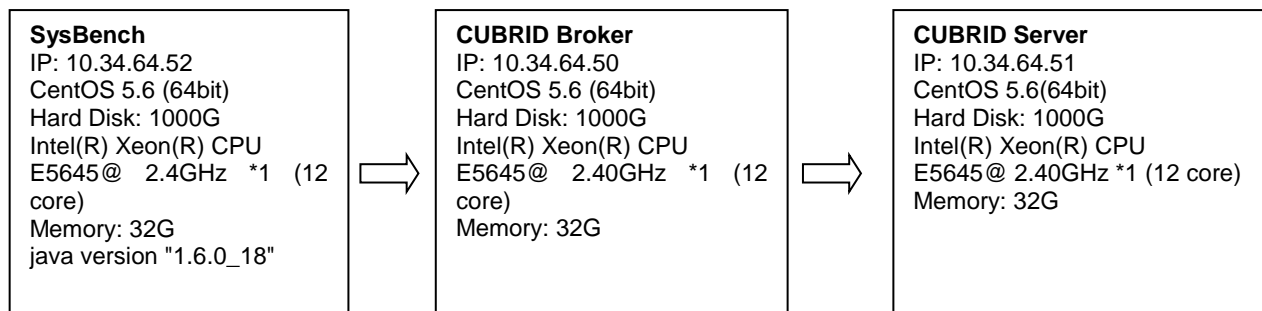 SysBench
IP: 10.34.64.52
CentOS 5.6 (64bit)
Hard Disk: 1000G
Intel(R) Xeon(R) CPU
E5645@ 2.4GHz *1 (12
core)
Memory: 32G
java version "1.6.0_18"
CUBRID Broker
IP: 10.34.64.50
CentOS 5.6 (64bit)
Hard Disk: 1000G
Intel(R) Xeon(R) CPU
E5645@ 2.40GHz *1 (12
core)
Memory: 32G
CUBRID Server
IP: 10.34.64.51
CentOS 5.6(64bit)
Hard Disk: 1000G
Intel(R) Xeon(R) CPU
E5645@ 2.40GHz *1 (12 core)
Memory: 32G